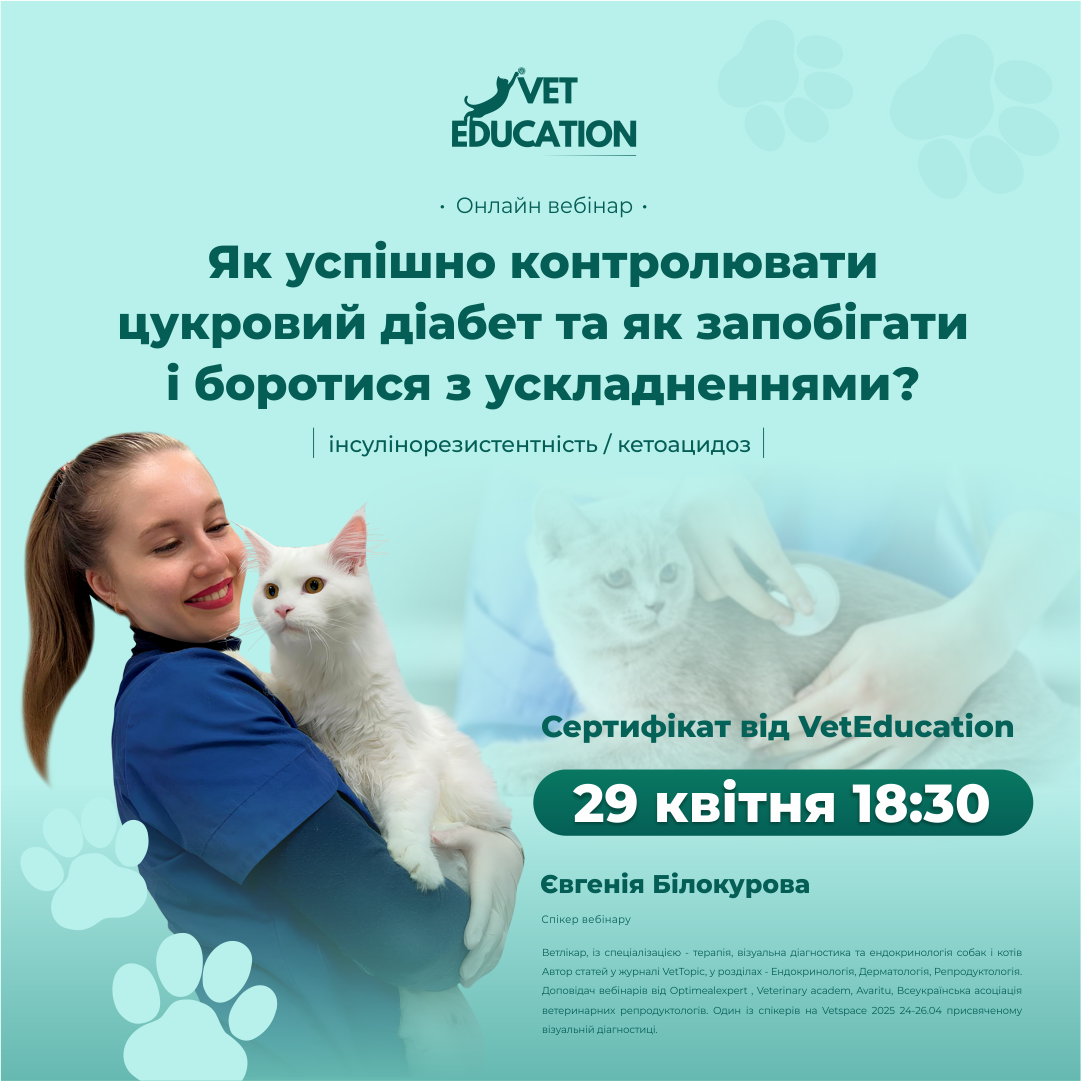 VET
EDUCATION
• Онлайн вебінар •
Як успішно контролювати
цукровий діабет та як запобігати
і боротися з ускладненнями?
інсулінорезистентність / кетоацидоз
Сертифікат від VetEducation
29 квітня 18:30
Євгенія Білокурова
Спікер вебінару
Ветлікар, із спеціалізацією - терапія, візуальна діагностика та ендокринологія собак і котів
Автор статей у журналі VetTopic, у розділах - Ендокринологія, Дерматологія, Репродуктологія.
Доповідач вебінарів від Optimealexpert , Veterinary academ, Avaritu, Всеукраїнська асоціація
ветеринарних репродуктологів. Один із спікерів на Vetspace 2025 24-26.04 присвяченому
візуальній діагностиці.